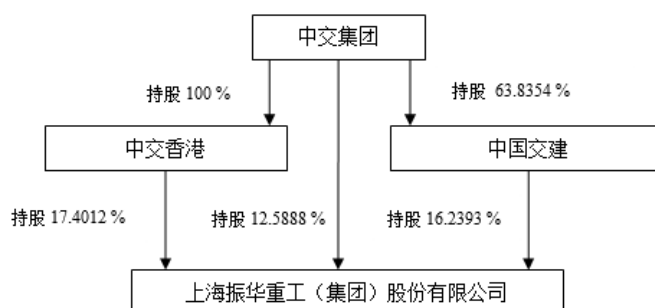 中交集团
持股 100 %
持股 63.8354 %
中交香港
中国交建
持股 17.4012 %
持股 12.5888 %
持股 16.2393 %
上海振华重工（集团）股份有限公司